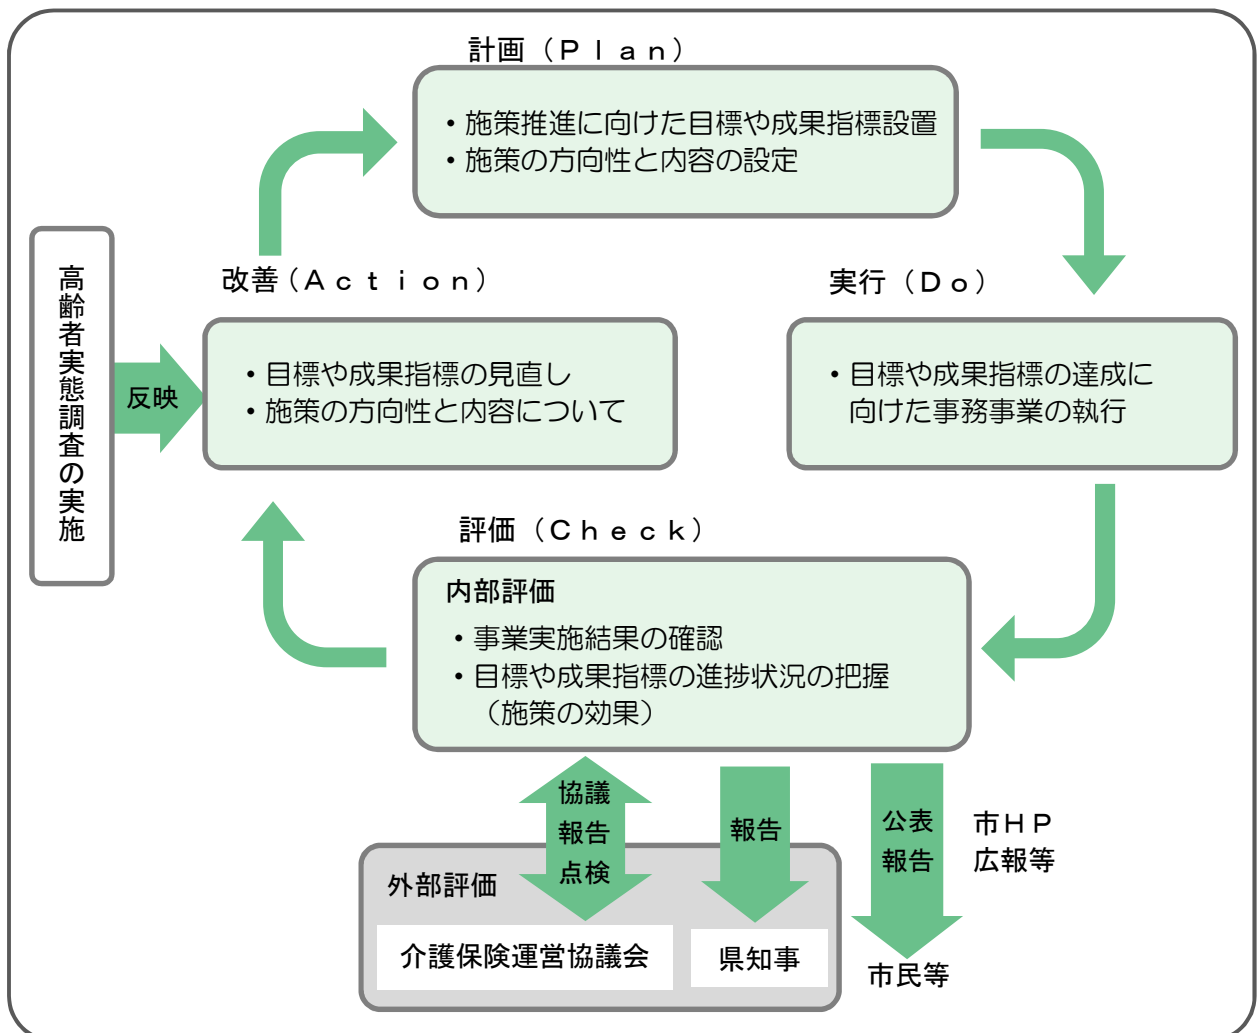 計画（Ｐｌａｎ）
・施策推進に向けた目標や成果指標設置
・施策の方向性と内容の設定
実行（Ｄｏ）
・目標や成果指標の達成に
向けた事務事業の執行
評価（Ｃｈｅｃｋ）
内部評価
・事業実施結果の確認
・目標や成果指標の進捗状況の把握
（施策の効果）
改善（Ａｃｔｉｏｎ）
・目標や成果指標の見直し
・施策の方向性と内容について
高齢者実態調査の実施
反映
協議
報告
点検
報告
公表
報告
市ＨＰ
広報等
外部評価
介護保険運営協議会
県知事
市民等